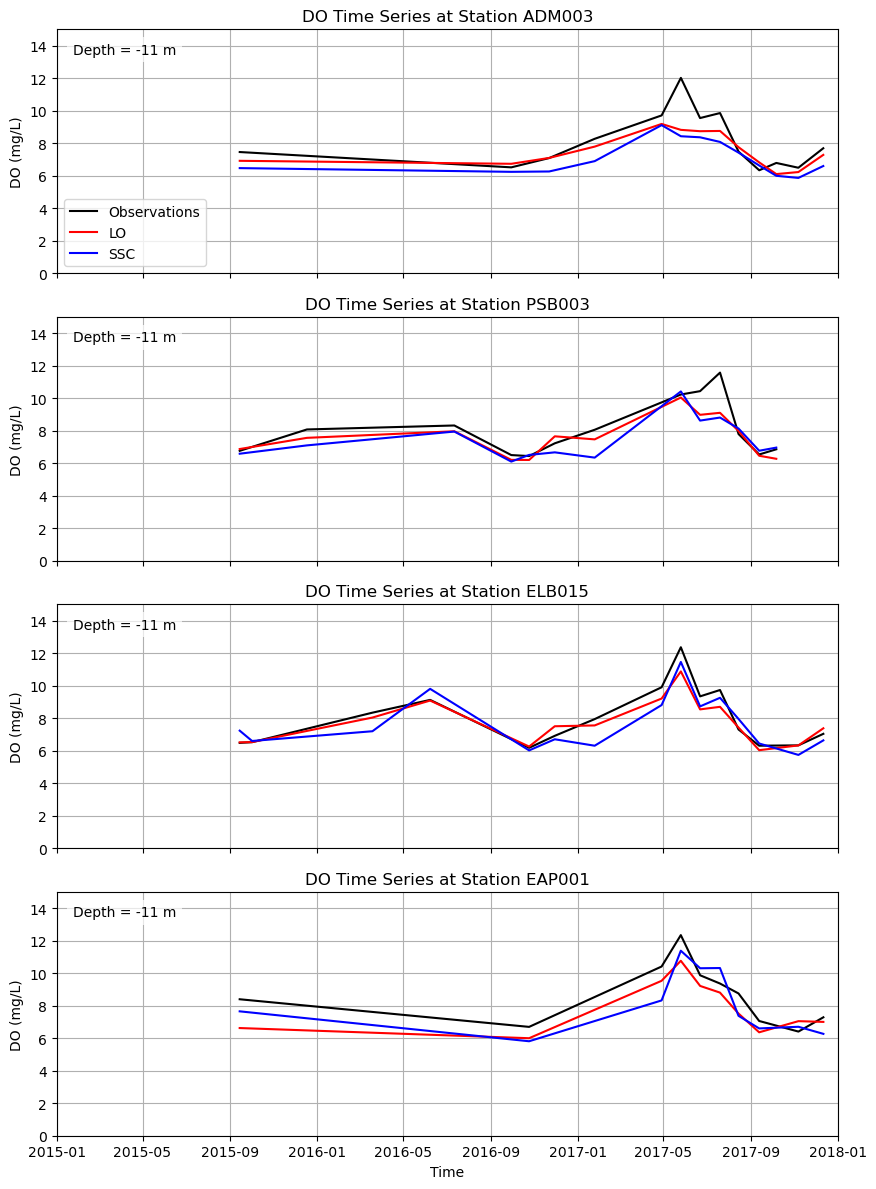 DO Time Series at Station ADM003
Depth = -11 m
DO (mg/L)
14
12
10
8
6
4
2
0
Observations
LO
SSC
DO Time Series at Station PSB003
Depth = -11 m
DO (mg/L)
14
12
10
8
6
4
2
0
DO Time Series at Station ELB015
Depth = -11 m
DO (mg/L)
14
12
10
8
6
4
2
0
DO Time Series at Station EAP001
Depth = -11 m
DO (mg/L)
14
12
10
8
6
4
2
0
2015-01 2015-05 2015-09 2016-01 2016-05 2016-09 2017-01 2017-05 2017-09 2018-01
Time